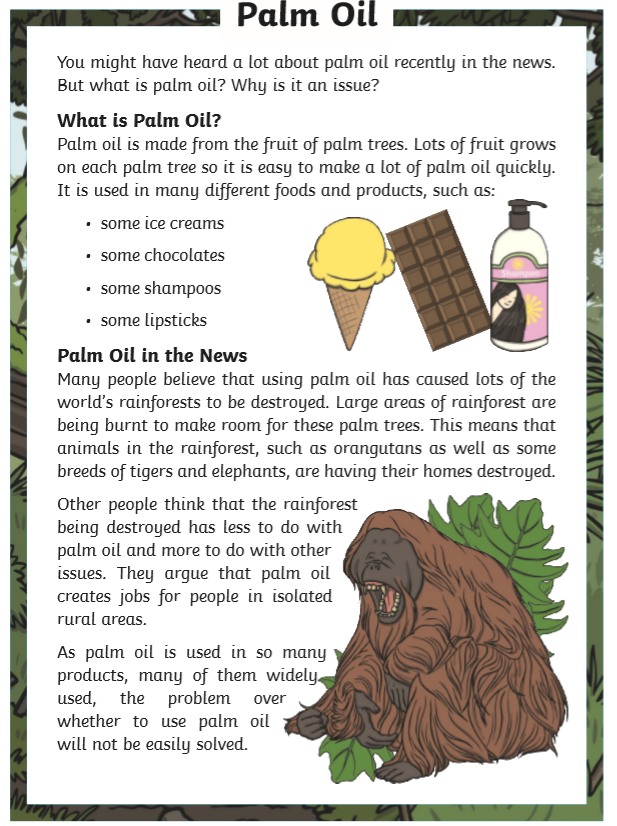 Palm Oil
You might have heard a lot about palm oil recently in the news.
But what is palm oil? Why is it an issue?
What is Palm Oil?
Palm oil is made from the fruit of palm trees. Lots of fruit grows
on each palm tree so it is easy to make a lot of palm oil quickly.
It is used in many different foods and products, such as:
• some ice creams
• some chocolates
• some shampoos
• some lipsticks
Shampoo
Palm Oil in the News
Many people believe that using palm oil has caused lots of the
world's rainforests to be destroyed. Large areas of rainforest are
being burnt to make room for these palm trees. This means that
animals in the rainforest, such as orangutans as well as some
breeds of tigers and elephants, are having their homes destroyed.
Other people think that the rainforest
being destroyed has less to do with
palm oil and more to do with other
issues. They argue that palm oil
creates jobs for people in isolated
rural areas.
As palm oil is used in so many
products, many of them widely
used, the problem over
whether to use palm oil
will not be easily solved.